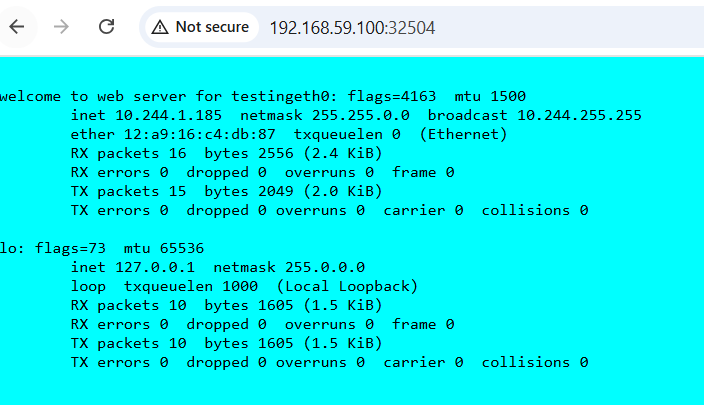 Not secure 192.168.59.100:32504
welcome to web server for testingeth0: flags=4163  mtu 1500
        inet 10.244.1.185  netmask 255.255.0.0  broadcast 10.244.255.255
        ether 12:a9:16:c4:db:87  txqueuelen 0  (Ethernet)
        RX packets 16  bytes 2556 (2.4 KiB)
        RX errors 0  dropped 0  overruns 0  frame 0
        TX packets 15  bytes 2049 (2.0 KiB)
        TX errors 0  dropped 0 overruns 0  carrier 0  collisions 0
lo: flags=73  mtu 65536
        inet 127.0.0.1  netmask 255.0.0.0
        loop  txqueuelen 1000  (Local Loopback)
        RX packets 10  bytes 1605 (1.5 KiB)
        RX errors 0  dropped 0  overruns 0  frame 0
        TX packets 10  bytes 1605 (1.5 KiB)
        TX errors 0  dropped 0 overruns 0  carrier 0  collisions 0